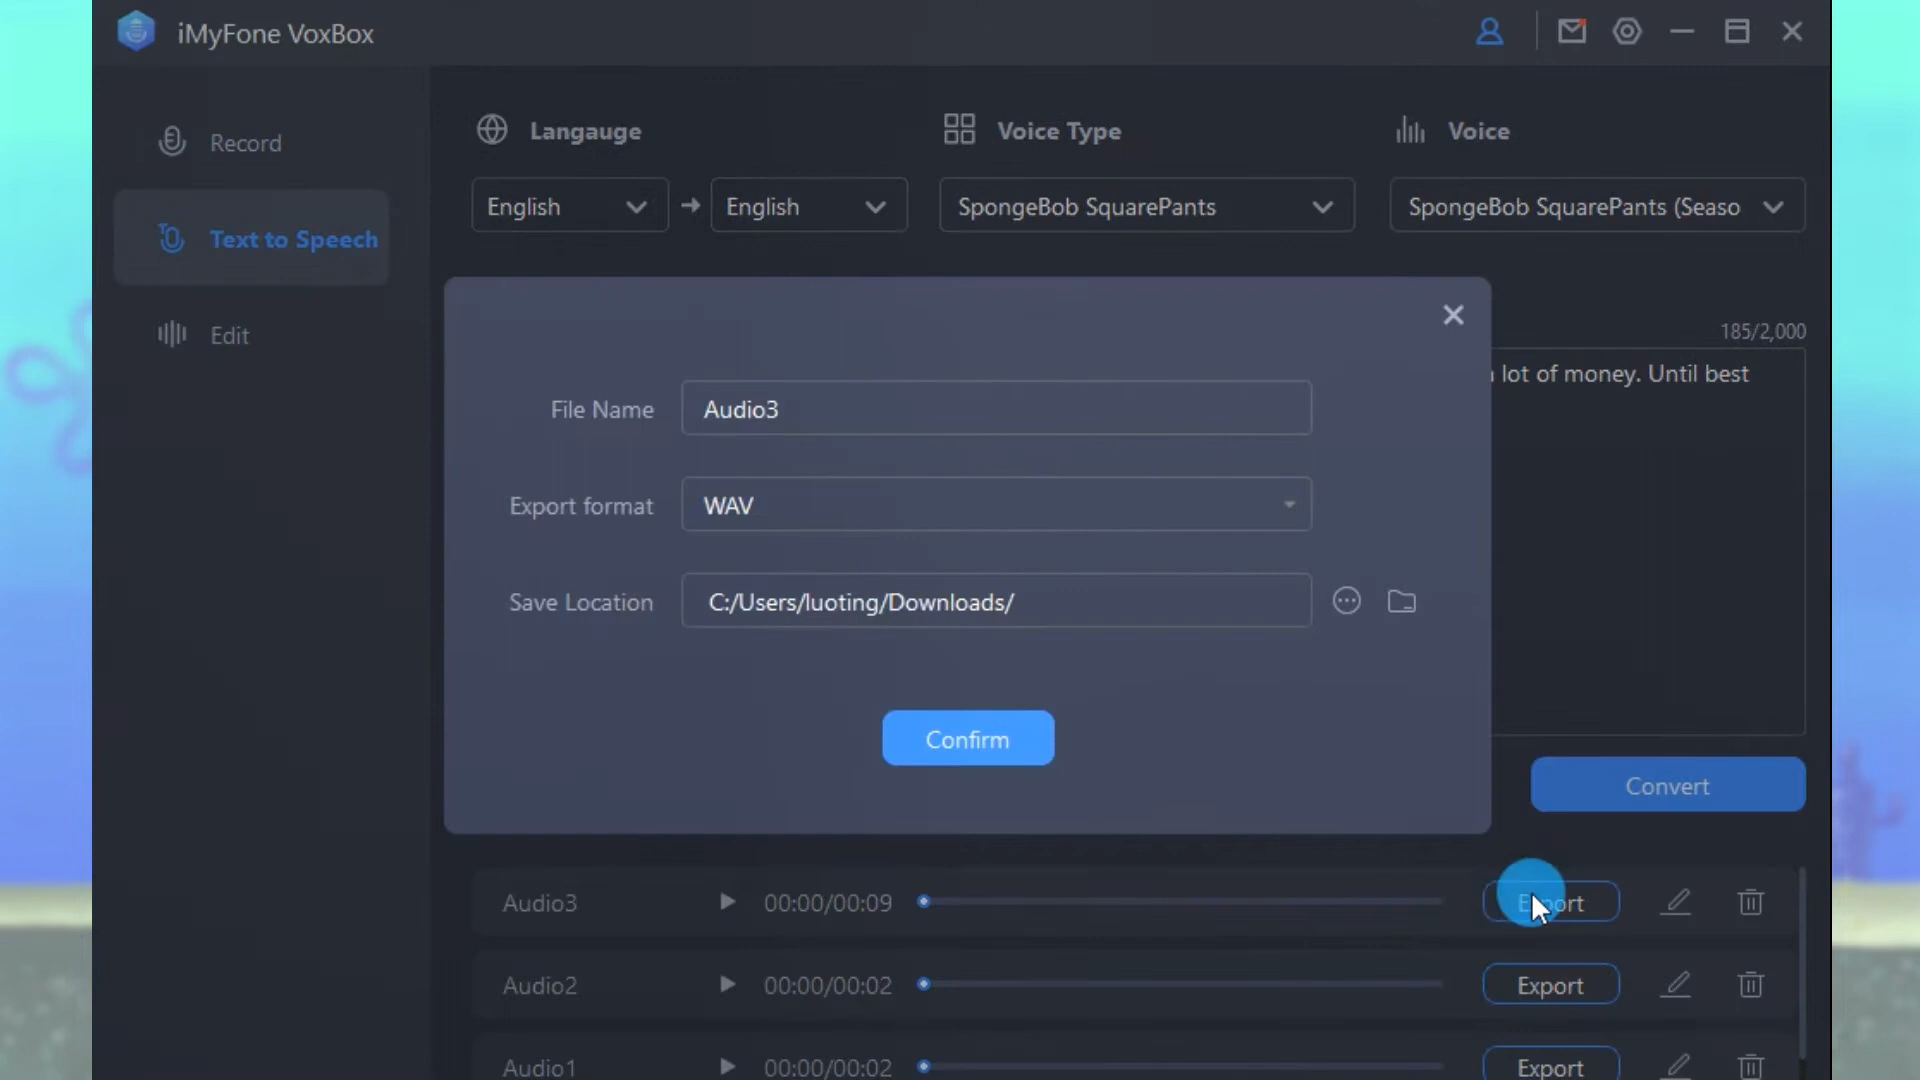 iMyFone VoxBox
Record
Text to Speech
Edit
Langauge
Voice Type
Voice
English
English
SpongeBob SquarePants
SpongeBob SquarePants (Seaso
185/2,000
lot of money. Until best
File Name
Audio3
Export format
WAV
Save Location
C:/Users/luoting/Downloads/
Confirm
Convert
Audio3
00:00/00:09
Export
Audio2
00:00/00:02
Export
Audio1
00:00/00:02
Export